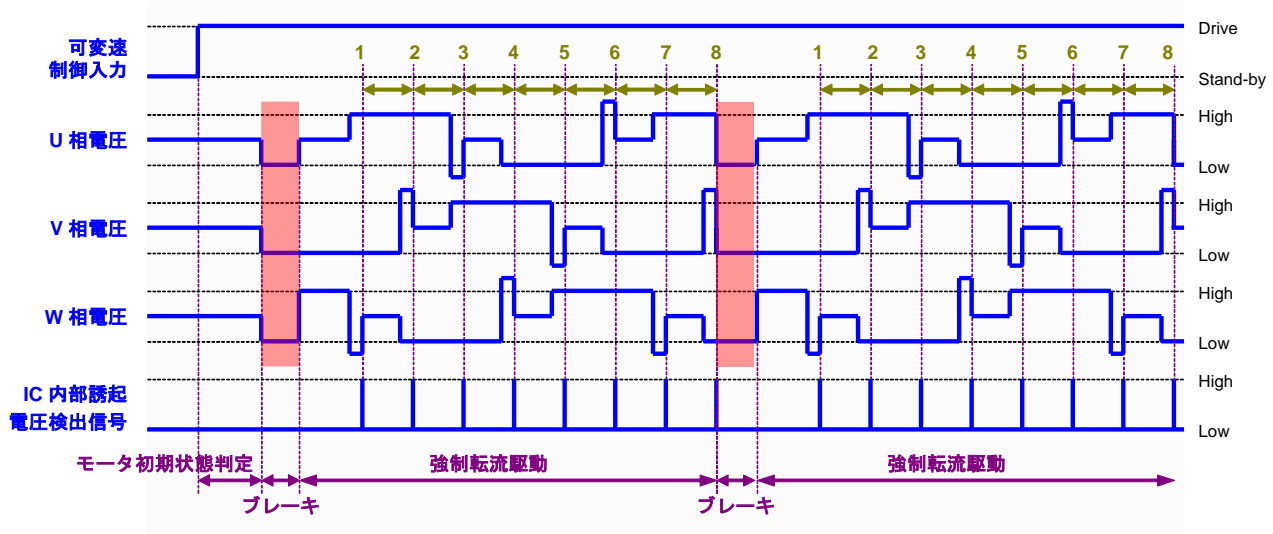 Drive
可変速
制御入力
1 2 3 4 5 6 7 8 1 2 3 4 5 6 7 8
Stand-by
High
U 相電圧
Low
High
V 相電圧
Low
High
W 相電圧
Low
High
IC 内部誘起
電圧検出信号
Low
モータ初期状態判定 強制転流駆動 強制転流駆動
ブレーキ ブレーキ